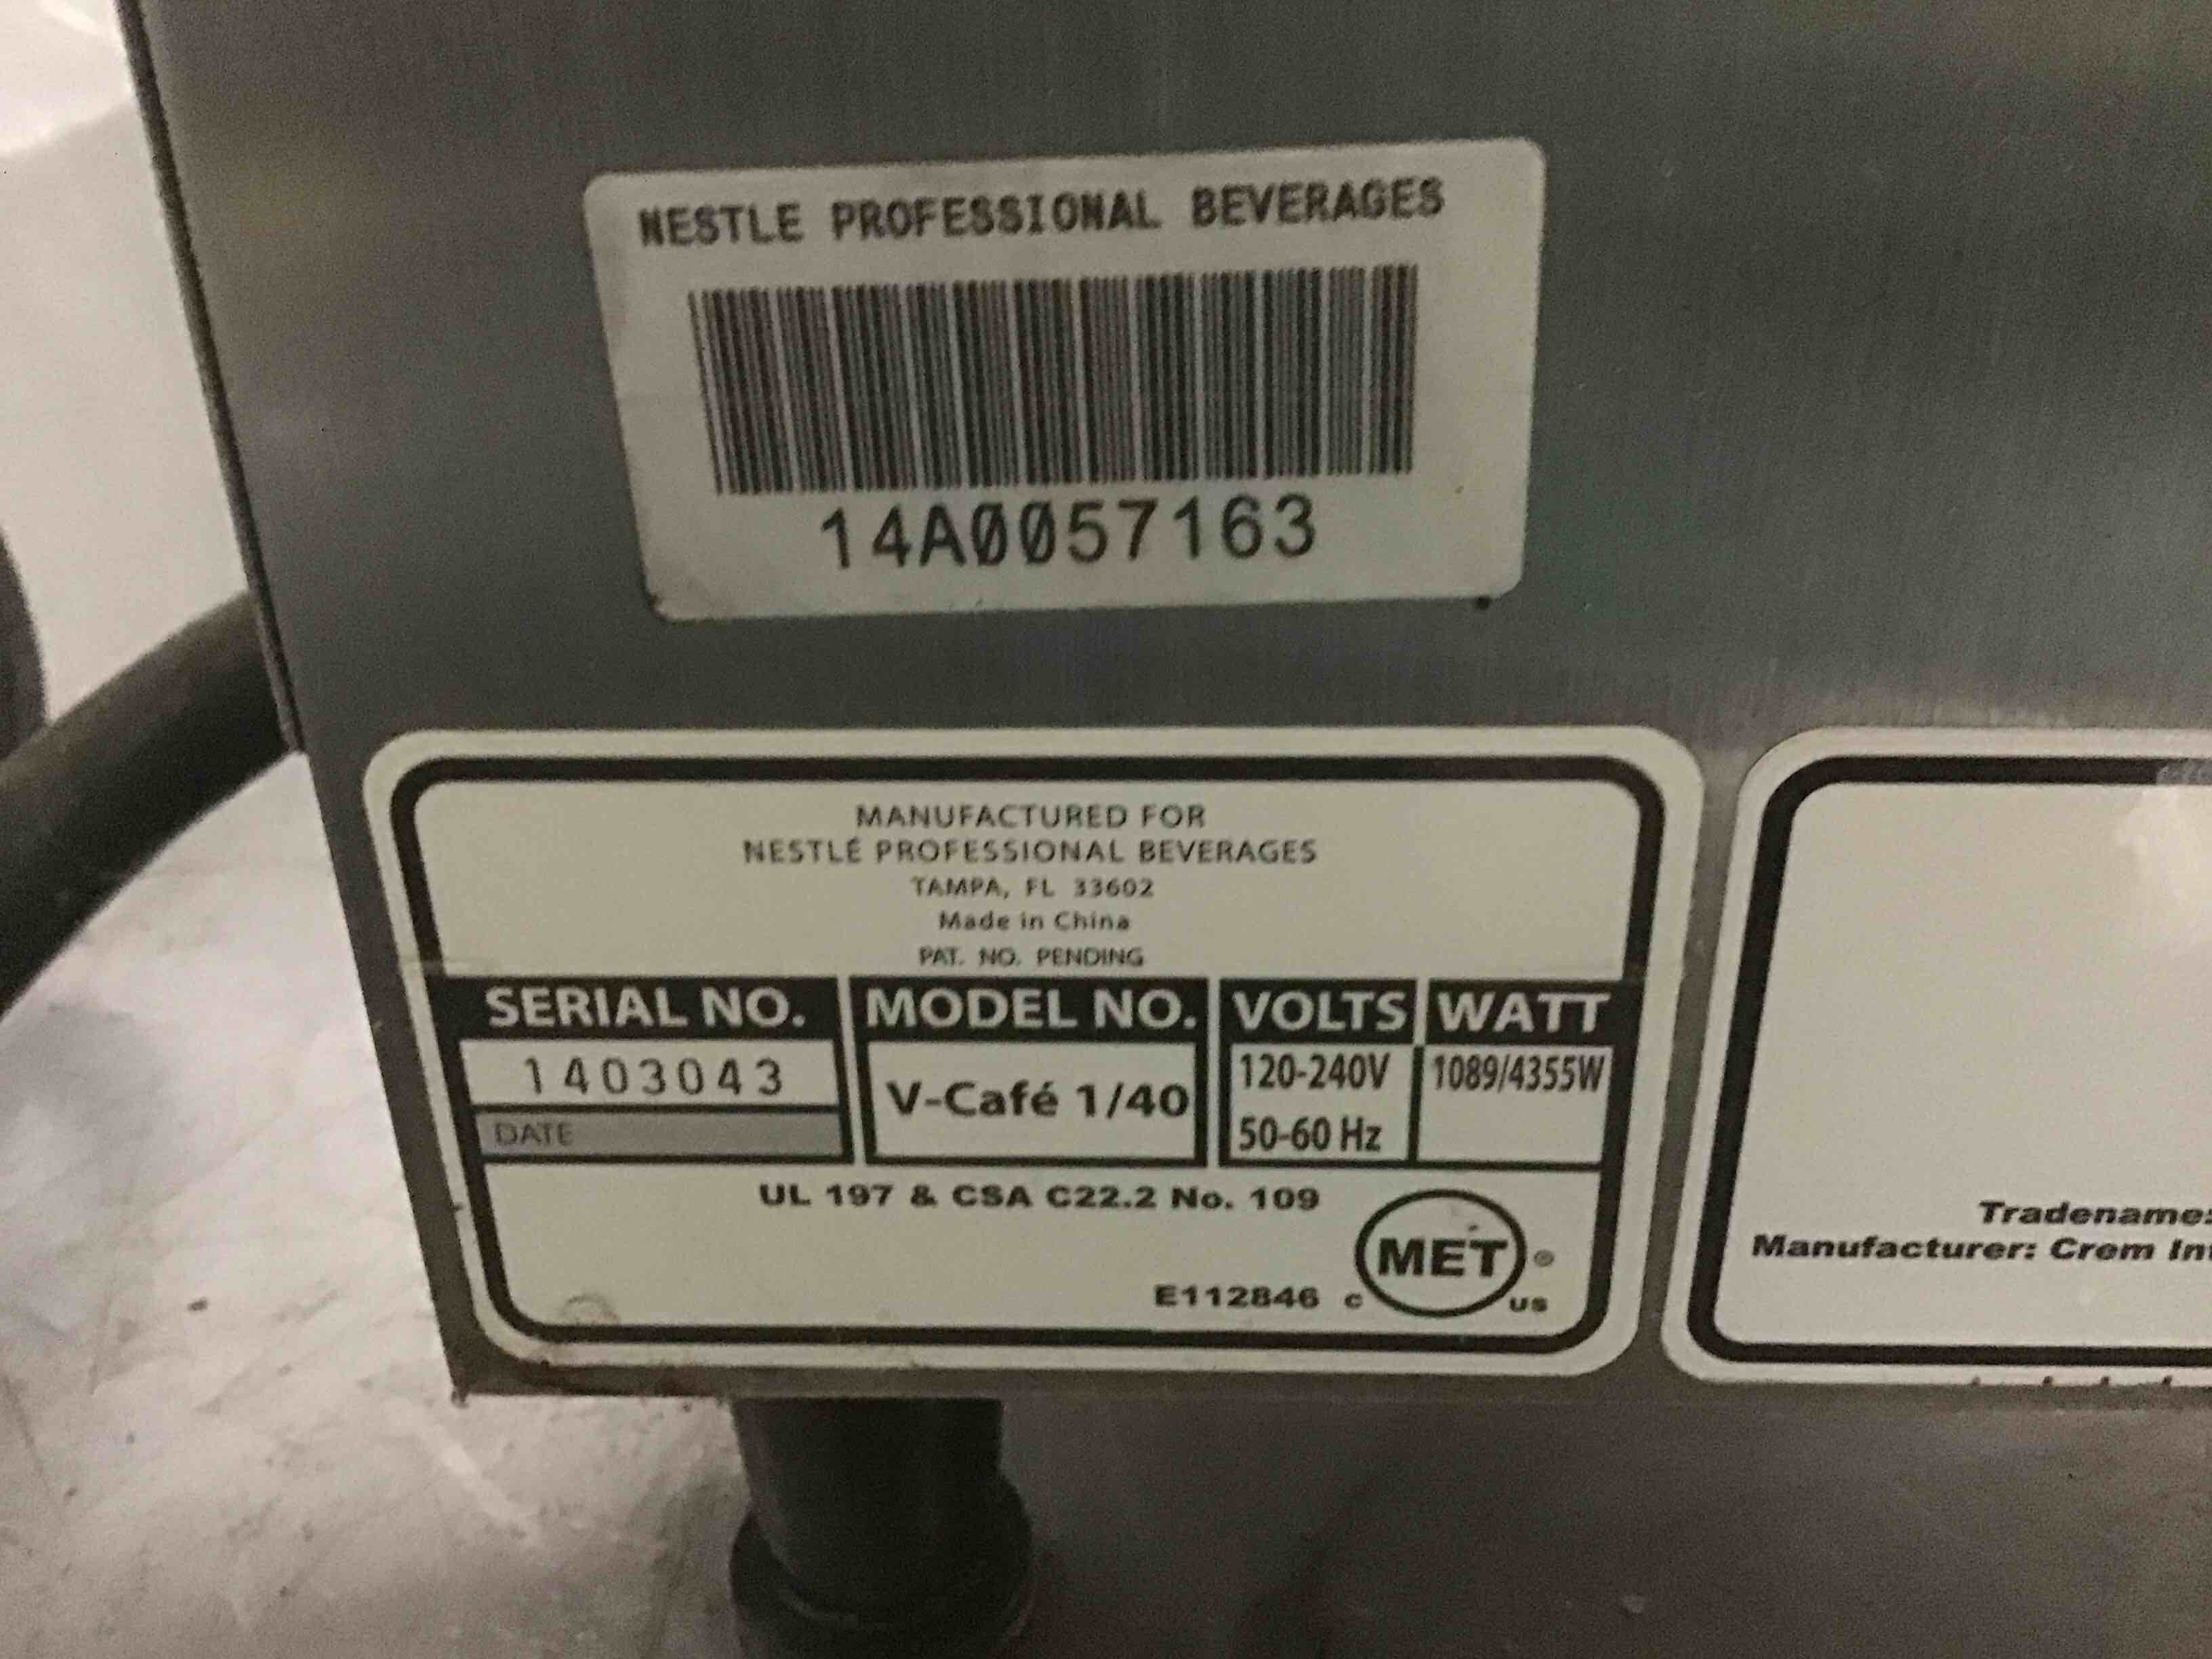 NESTLE PROFESSIONAL BEVERAGES
14A0057163
MANUFACTURED FOR
NESTLÉ PROFESSIONAL BEVERAGES
TAMPA, FL 33602
Made in China
PAT. NO. PENDING
SERIAL NO. MODEL NO. VOLTS WATT
1403043 V-Café 1/40 120-240V 1089/4355W
DATE 50-60 Hz
UL 197 & CSA C22.2 No. 109
MET ®
E112846 c us
Tradename:
Manufacturer: Crem